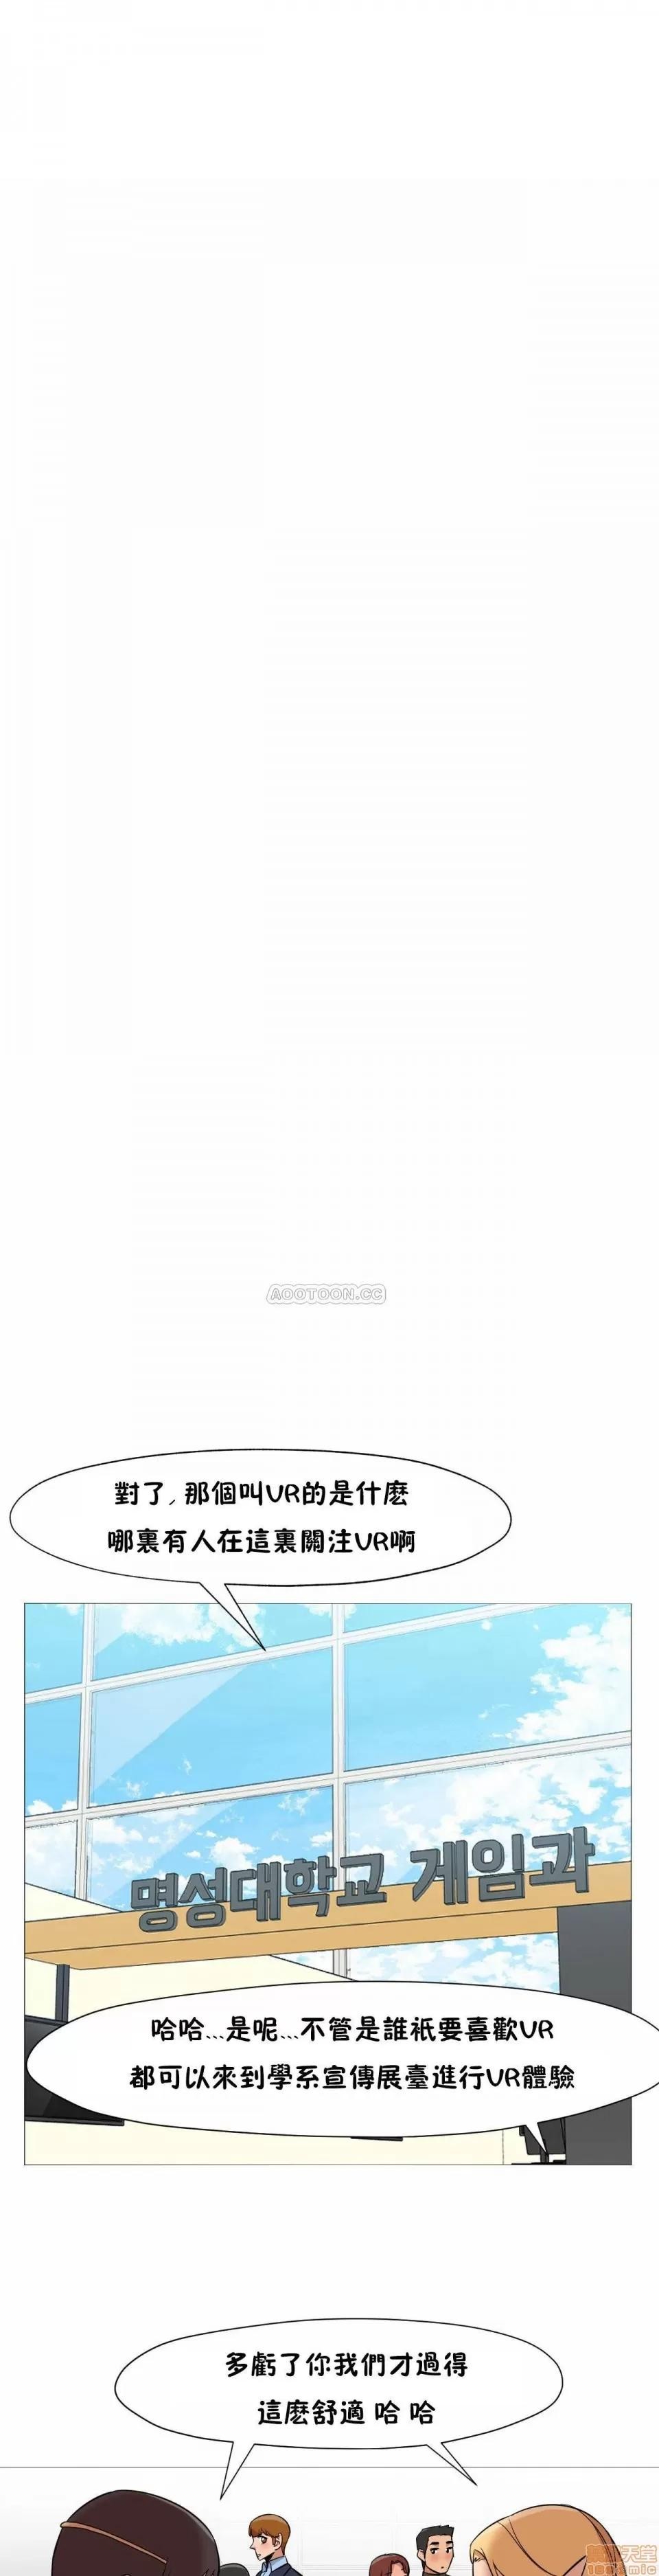 AOOTOON.CC
對了, 那個叫VR的是什麽
哪裏有人在這裏關注VR啊
명성대학교 게임과
哈哈...是呢...不管是誰衹要喜歡VR
都可以來到學系宣傳展臺進行VR體驗
多虧了你我們才過得
這麽舒適 哈 哈